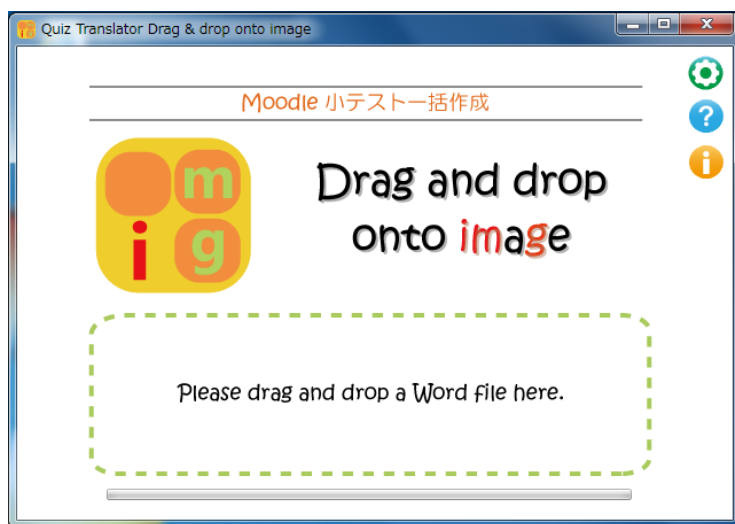 Quiz Translator Drag & drop onto image
Moodle 小テスト一括作成
m
i g
Drag and drop
onto image
Please drag and drop a Word file here.
?
i